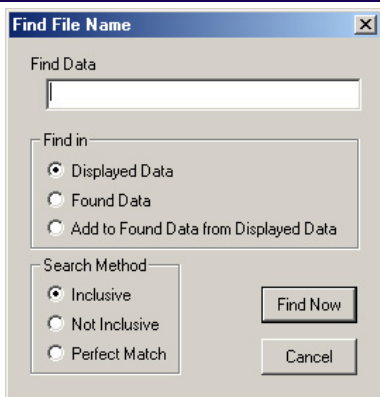 Find File Name
Find Data
Find in
Displayed Data
Found Data
Add to Found Data from Displayed Data
Search Method
Inclusive
Not Inclusive
Perfect Match
Find Now
Cancel